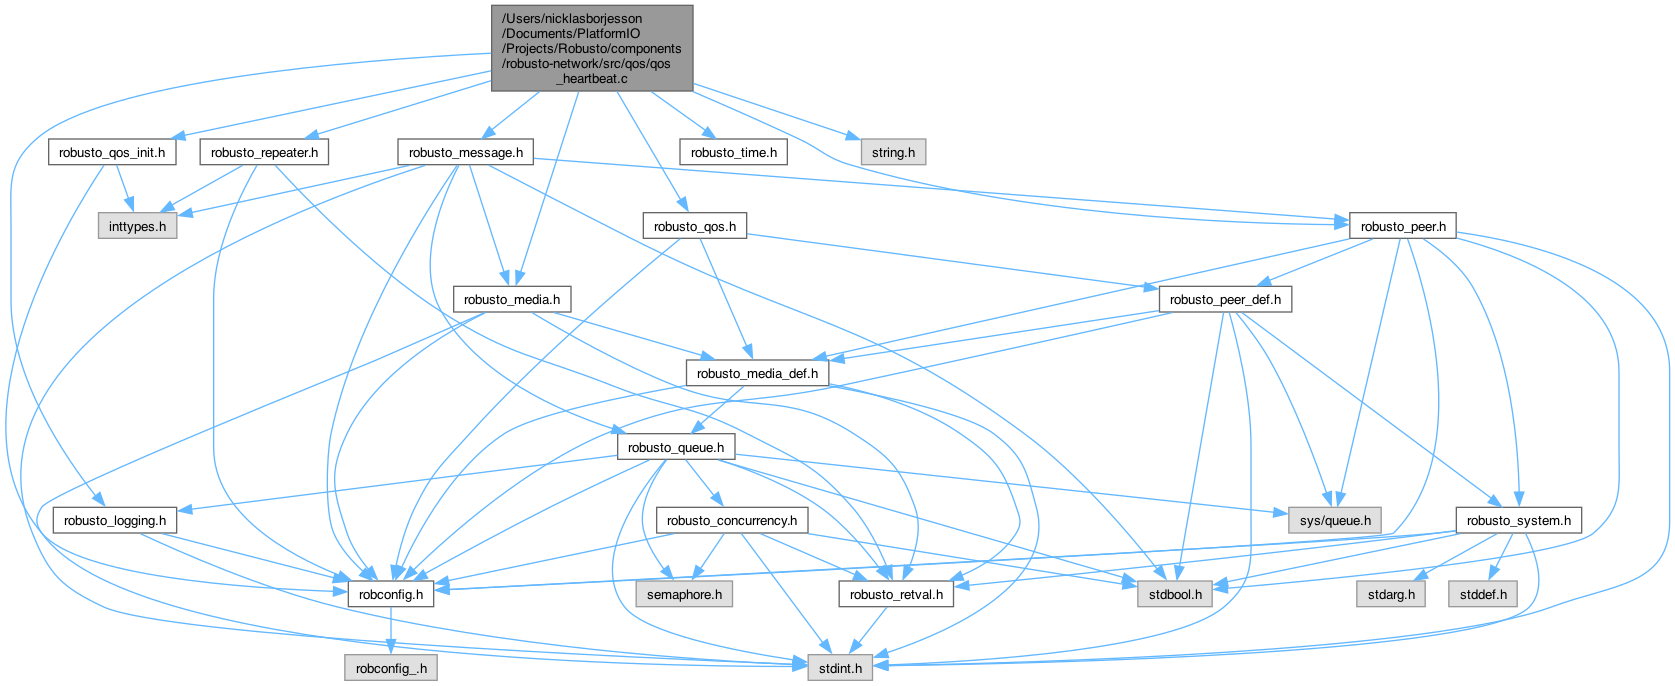 /Users/nicklasborjesson
/Documents/PlatformIO
/Projects/Robusto/components
/robusto-network/src/qos/qos
_heartbeat.c
robusto_qos_init.h
robusto_repeater.h
robusto_message.h
robusto_time.h
string.h
inttypes.h
robusto_qos.h
robusto_peer.h
robusto_media.h
robusto_peer_def.h
robusto_media_def.h
robusto_queue.h
robusto_logging.h
robusto_concurrency.h
sys/queue.h
robusto_system.h
robconfig.h
semaphore.h
robusto_retval.h
stdbool.h
stdarg.h
stddef.h
robconfig_.h
stdint.h